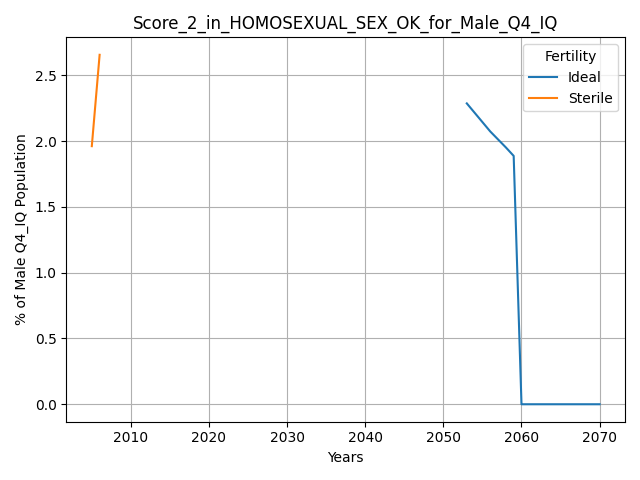 Score_2_in_HOMOSEXUAL_SEX_OK_for_Male_Q4_IQ
Fertility
Ideal
Sterile
% of Male Q4_IQ Population
2.5
2.0
1.5
1.0
0.5
0.0
2010 2020 2030 2040 2050 2060 2070
Years